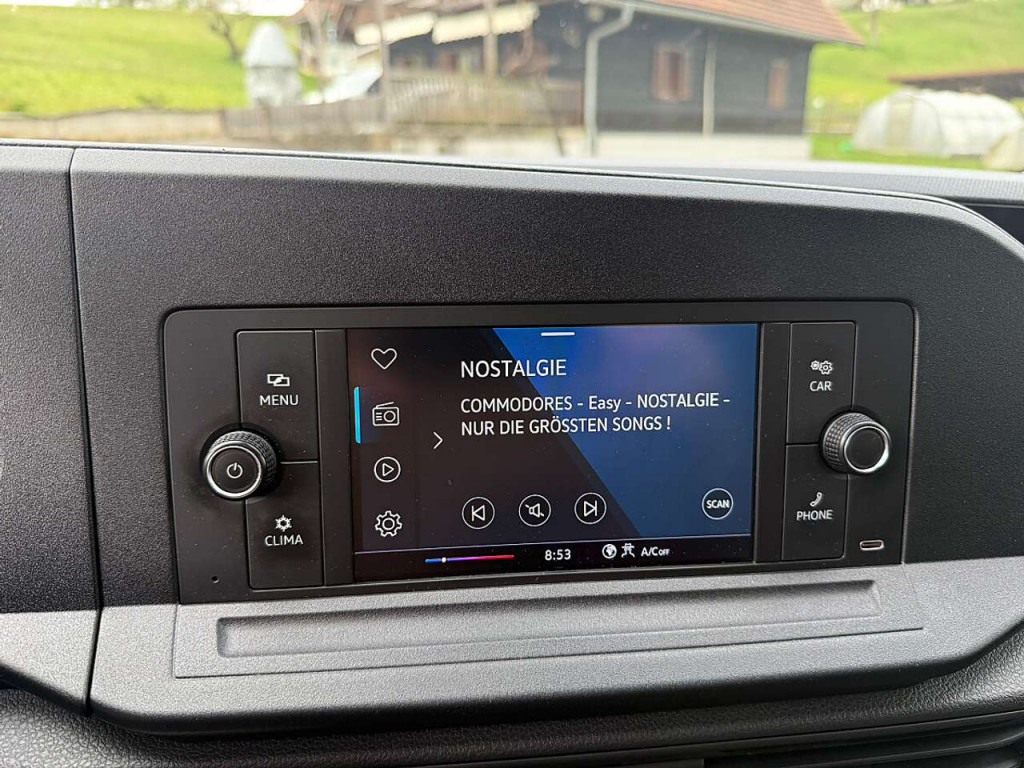 MENU
CLIMA
NOSTALGIE
COMMODORES - Easy - NOSTALGIE -
NUR DIE GRÖSSTEN SONGS !
SCAN
8:53
A/C OFF
CAR
PHONE